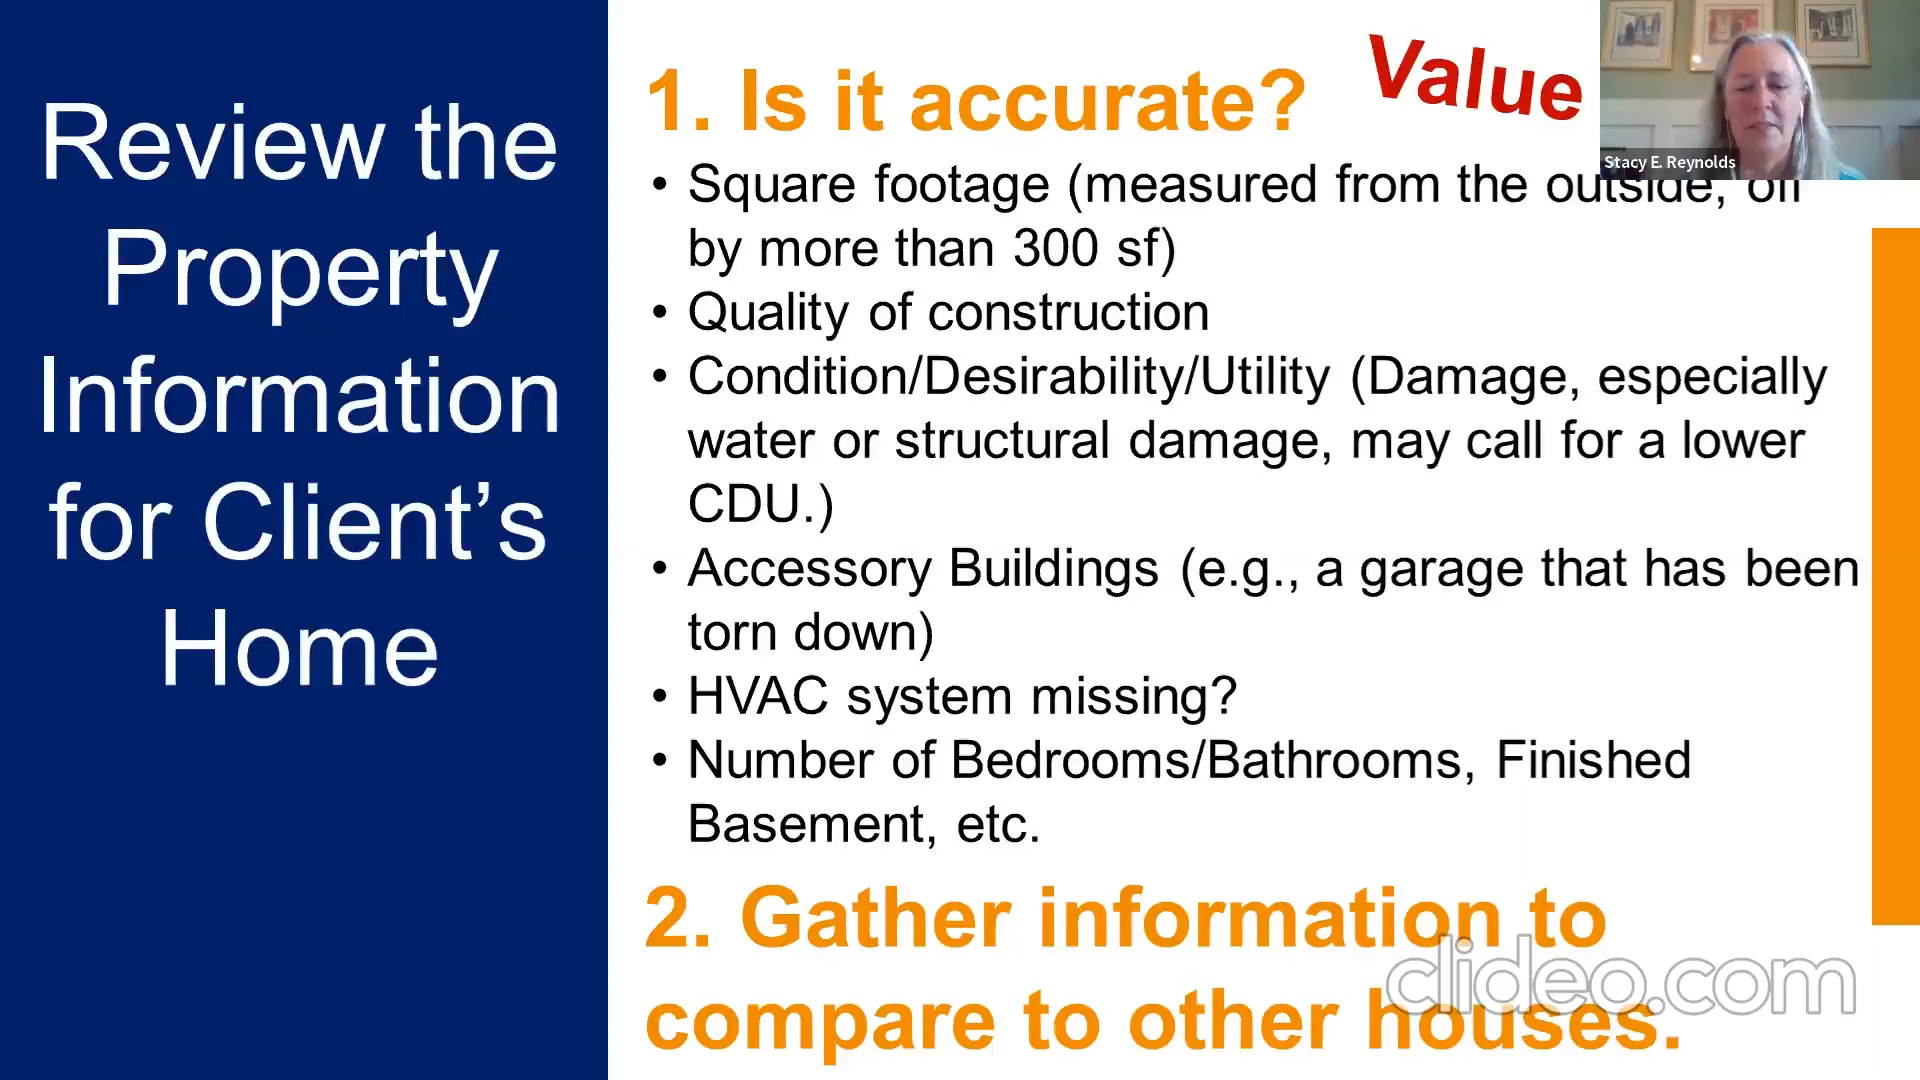 Review the
Property
Information
for Client’s
Home
1. Is it accurate?
Value
Stacy E. Reynolds
• Square footage (measured from the outside, off
by more than 300 sf)
• Quality of construction
• Condition/Desirability/Utility (Damage, especially
water or structural damage, may call for a lower
CDU.)
• Accessory Buildings (e.g., a garage that has been
torn down)
• HVAC system missing?
• Number of Bedrooms/Bathrooms, Finished
Basement, etc.
2. Gather information to
compare to other houses.
clideo.com